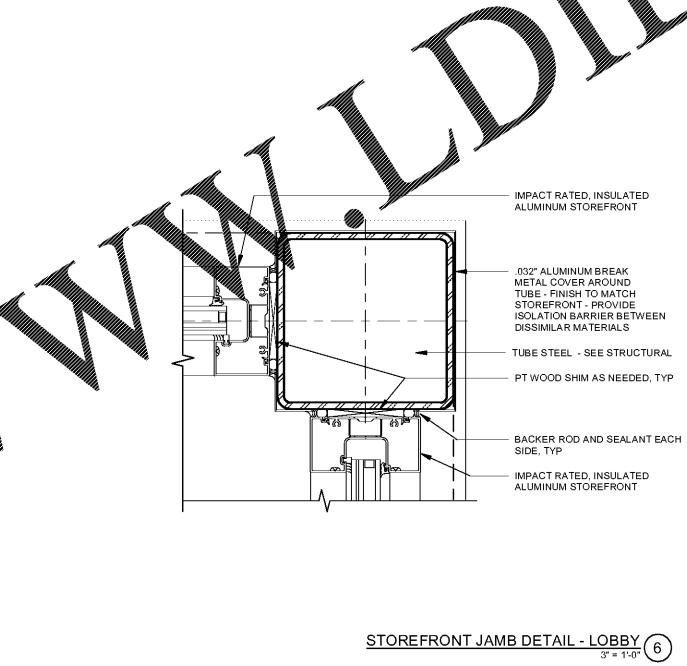 WWW.LDI
IMPACT RATED, INSULATED
ALUMINUM STOREFRONT
.032" ALUMINUM BREAK
METAL COVER AROUND
TUBE - FINISH TO MATCH
STOREFRONT - PROVIDE
ISOLATION BARRIER BETWEEN
DISSIMILAR MATERIALS
TUBE STEEL - SEE STRUCTURAL
PT WOOD SHIM AS NEEDED, TYP
BACKER ROD AND SEALANT EACH
SIDE, TYP
IMPACT RATED, INSULATED
ALUMINUM STOREFRONT
STOREFRONT JAMB DETAIL - LOBBY
3" = 1'-0"
6